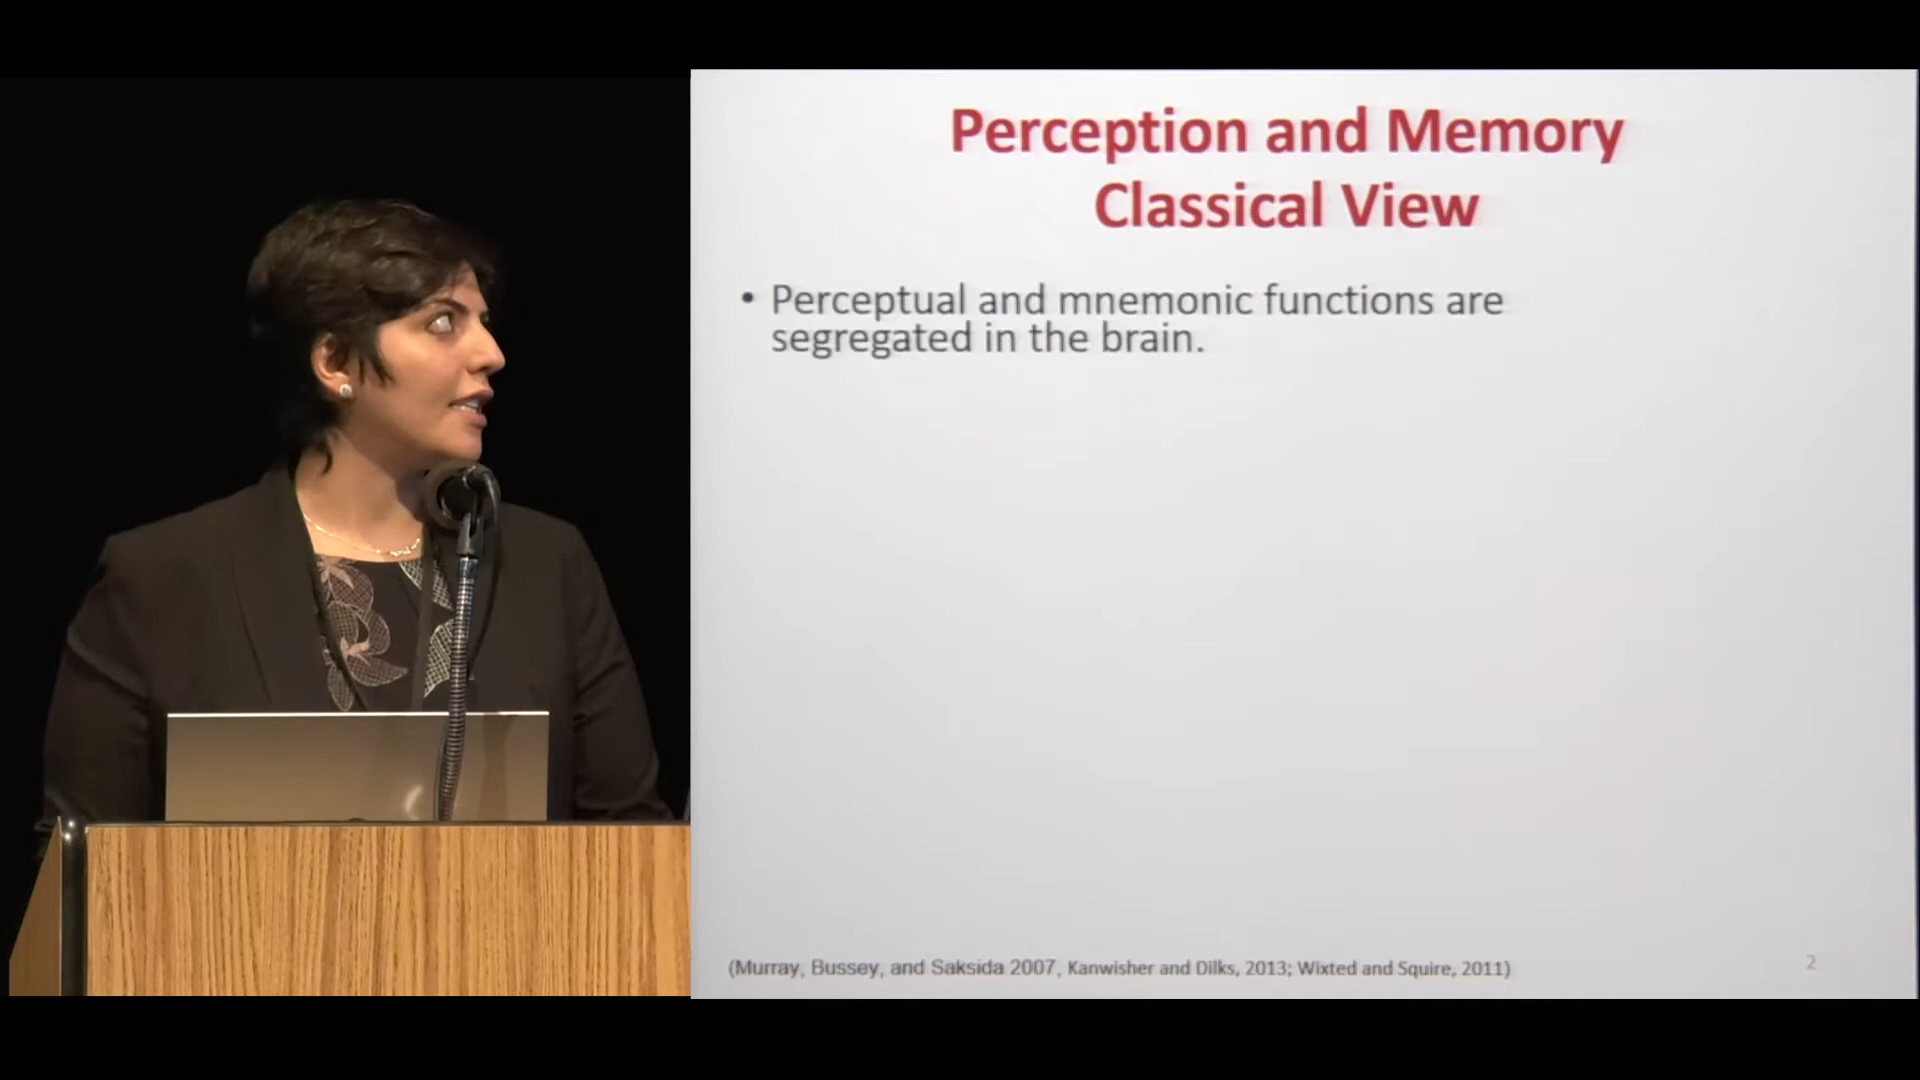 Perception and Memory
Classical View
• Perceptual and mnemonic functions are
segregated in the brain.
(Murray, Bussey, and Saksida 2007, Kanwisher and Dilks, 2013; Wixted and Squire, 2011)
2